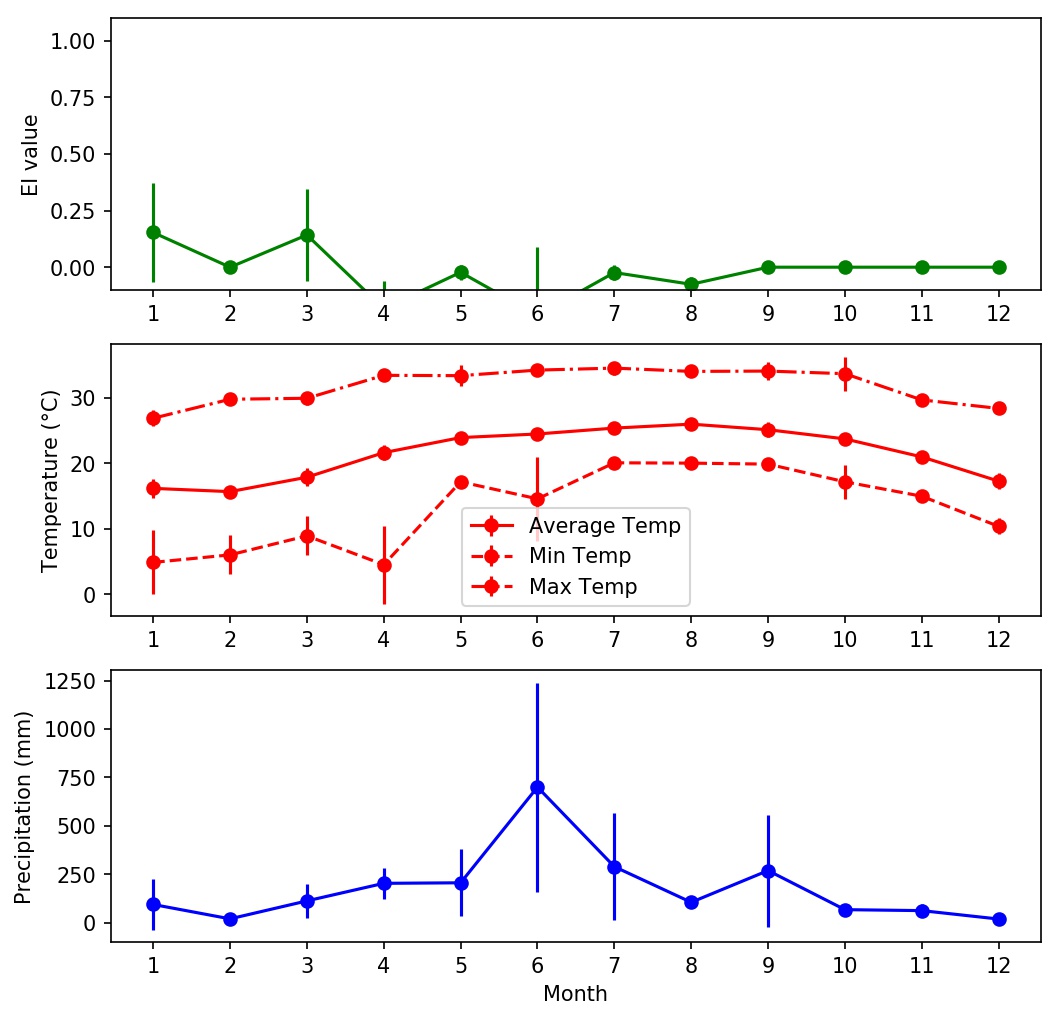 EI value
1.00
0.75
0.50
0.25
0.00
1 2 3 4 5 6 7 8 9 10 11 12
Temperature (°C)
30
20
10
0
Average Temp
Min Temp
Max Temp
1 2 3 4 5 6 7 8 9 10 11 12
Precipitation (mm)
1250
1000
750
500
250
0
1 2 3 4 5 6 7 8 9 10 11 12
Month